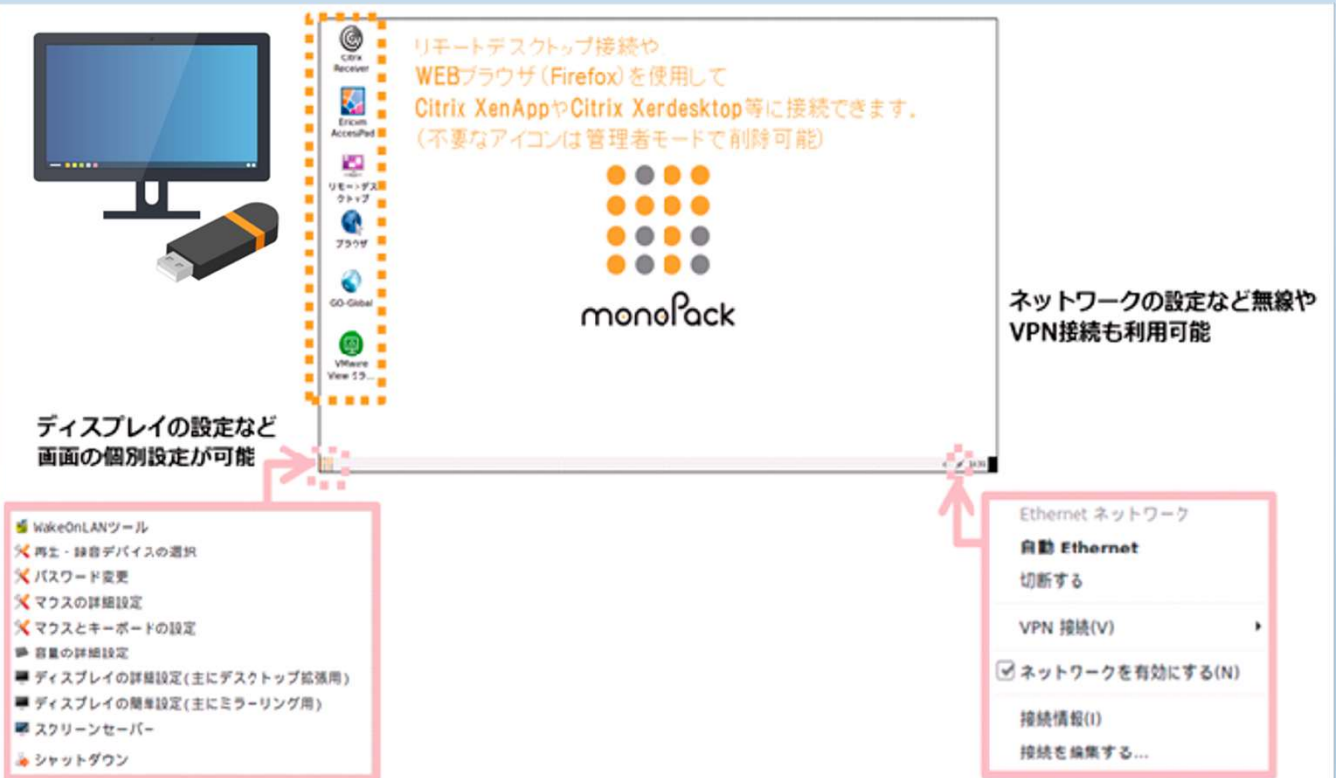 Citrix
Receiver
Ericom
AccessPad
リモートデス
クトップ
ブラウザ
GO-Global
VMware
View クラ...
リモートデスクトップ接続や
WEBブラウザ(Firefox)を使用して
Citrix XenAppやCitrix Xerdesktop等に接続できます。
(不要なアイコンは管理者モードで削除可能)
monoPack
ネットワークの設定など無線や
VPN接続も利用可能
ディスプレイの設定など
画面の個別設定が可能
WakeOnLANツール
再生・録音デバイスの選択
パスワード変更
マウスの詳細設定
マウスとキーボードの設定
音量の詳細設定
ディスプレイの詳細設定(主にデスクトップ拡張用)
ディスプレイの簡単設定(主にミラーリング用)
スクリーンセーバー
シャットダウン
Ethernet ネットワーク
自動 Ethernet
切断する
VPN 接続(V)
ネットワークを有効にする(N)
接続情報(I)
接続を編集する...